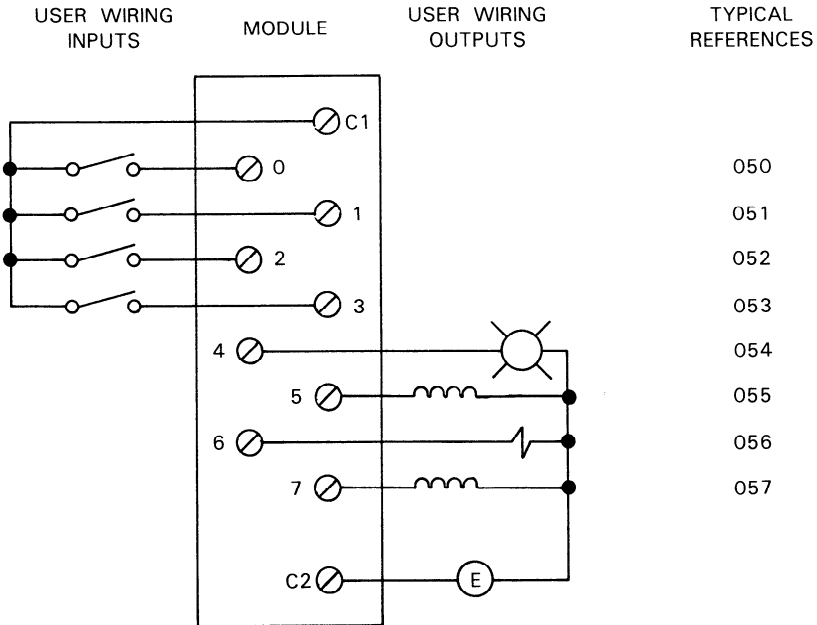 USER WIRING INPUTS
MODULE
USER WIRING OUTPUTS
TYPICAL REFERENCES
C1
0 050
1 051
2 052
3 053
4 054
5 055
6 056
7 057
C2 E